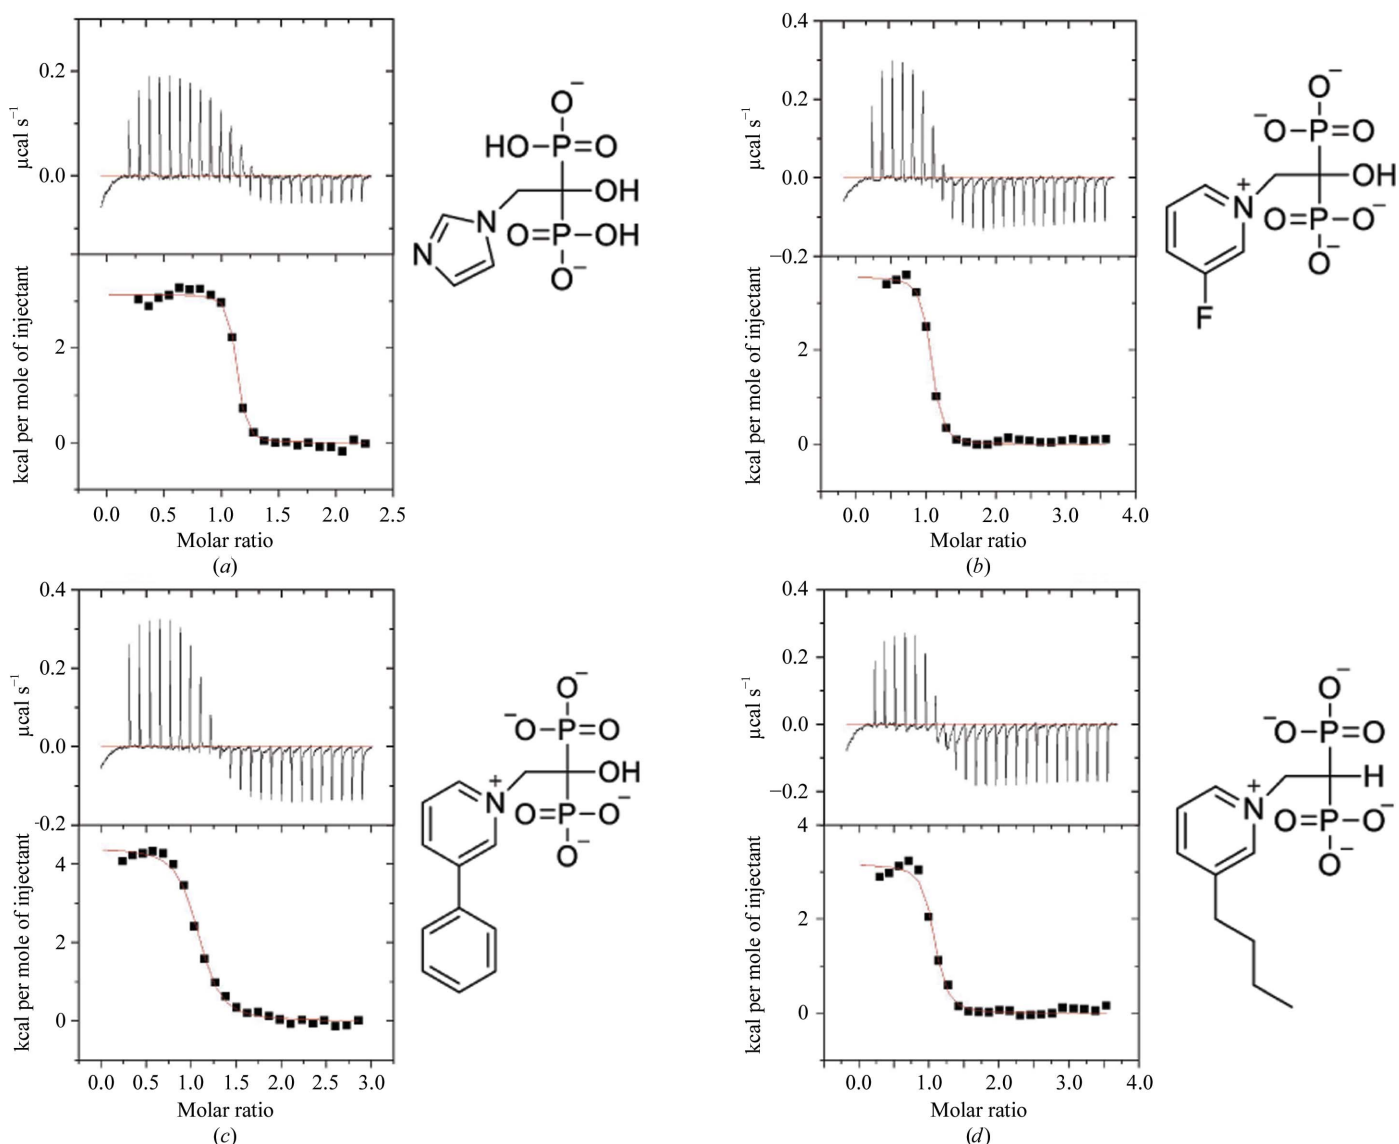 0.2
0.0
µcal s⁻¹
2
0
kcal per mole of injectant
0.0 0.5 1.0 1.5 2.0 2.5
Molar ratio
(a)
O⁻
HO–P=O
OH
N
N
O=P–OH
O⁻
0.4
0.2
0.0
−0.2
µcal s⁻¹
2
0
kcal per mole of injectant
0.0 1.0 2.0 3.0 4.0
Molar ratio
(b)
O⁻
⁻O–P=O
OH
N⁺
O=P–O⁻
O⁻
F
0.4
0.2
0.0
-0.2
µcal s⁻¹
4
2
0
kcal per mole of injectant
0.0 0.5 1.0 1.5 2.0 2.5 3.0
Molar ratio
(c)
O⁻
⁻O–P=O
OH
N⁺
O=P–O⁻
O⁻
0.4
0.2
0.0
−0.2
µcal s⁻¹
4
2
0
kcal per mole of injectant
0.0 1.0 2.0 3.0 4.0
Molar ratio
(d)
O⁻
⁻O–P=O
H
N⁺
O=P–O⁻
O⁻